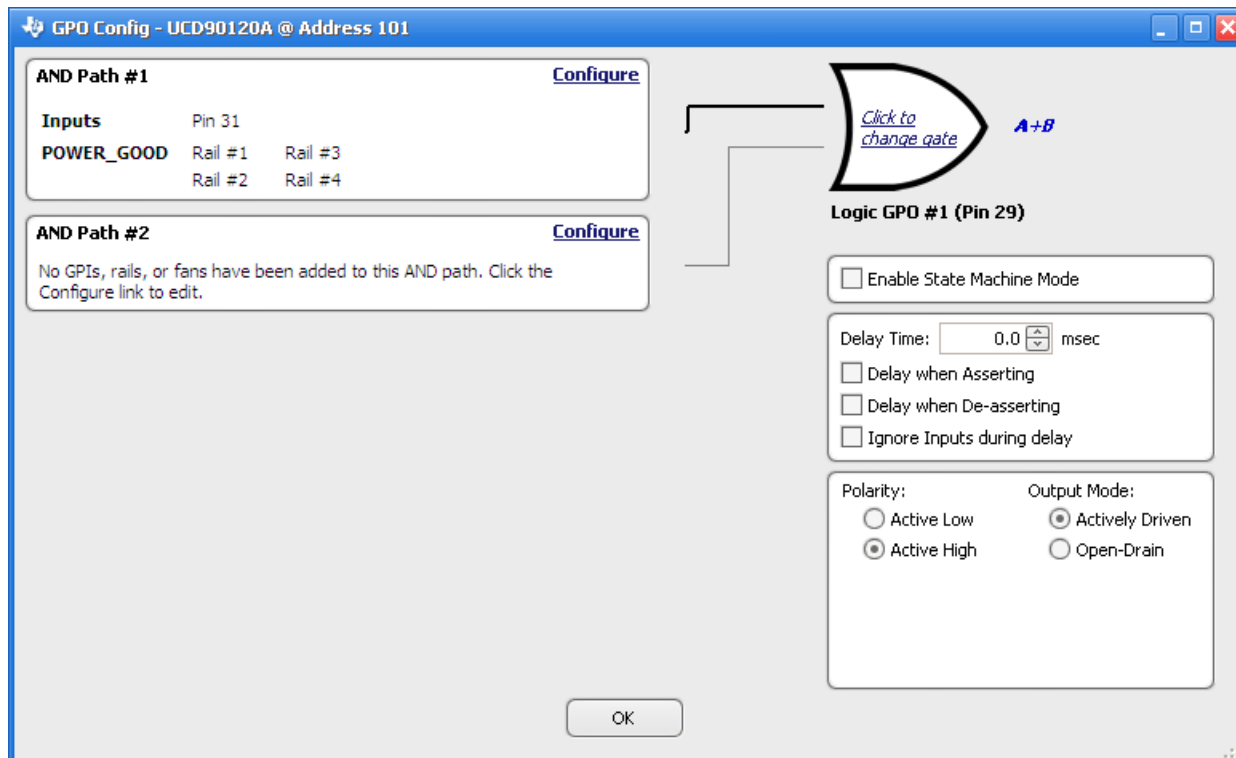 GPO Config - UCD90120A @ Address 101
AND Path #1 Configure
Inputs Pin 31
POWER_GOOD Rail #1 Rail #3
Rail #2 Rail #4
AND Path #2 Configure
No GPIs, rails, or fans have been added to this AND path. Click the
Configure link to edit.
Click to
change gate
A+B
Logic GPO #1 (Pin 29)
Enable State Machine Mode
Delay Time: 0.0 msec
Delay when Asserting
Delay when De-asserting
Ignore Inputs during delay
Polarity: Output Mode:
Active Low Actively Driven
Active High Open-Drain
OK